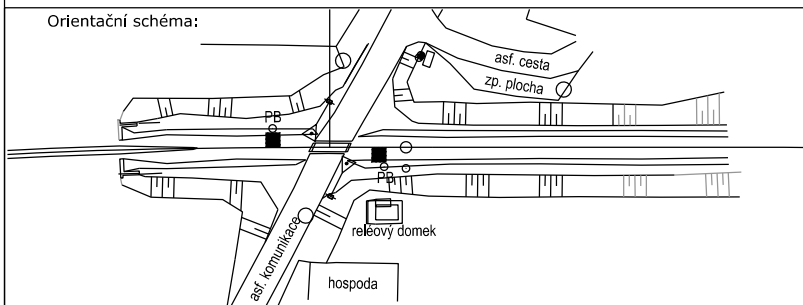 Orientační schéma:
asf. cesta
zp. plocha
PB
PB
reléový domek
asf. komunikace
hospoda